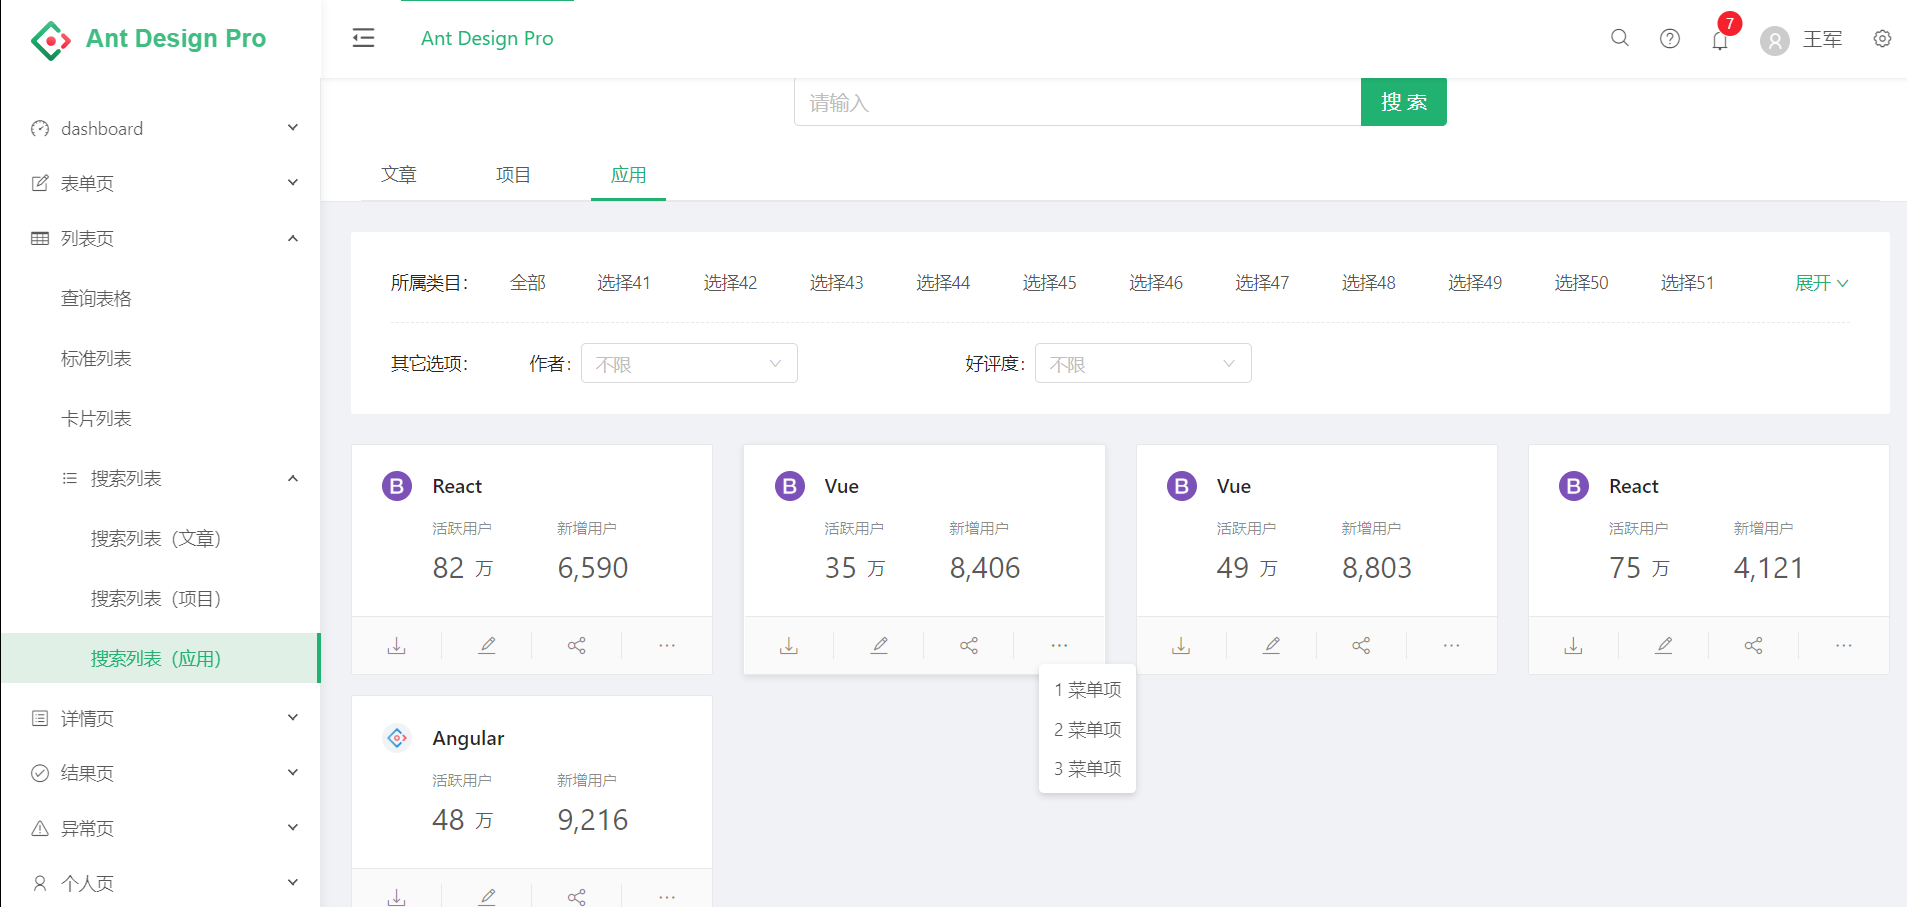 Ant Design Pro
Ant Design Pro
7
王军
dashboard
表单页
列表页
查询表格
标准列表
卡片列表
搜索列表
搜索列表（文章）
搜索列表（项目）
搜索列表（应用）
详情页
结果页
异常页
个人页
请输入
搜 索
文章 项目 应用
所属类目： 全部 选择41 选择42 选择43 选择44 选择45 选择46 选择47 选择48 选择49 选择50 选择51 展开
其它选项： 作者： 不限 好评度： 不限
B React
活跃用户 新增用户
82 万 6,590
B Vue
活跃用户 新增用户
35 万 8,406
B Vue
活跃用户 新增用户
49 万 8,803
B React
活跃用户 新增用户
75 万 4,121
1 菜单项
2 菜单项
3 菜单项
Angular
活跃用户 新增用户
48 万 9,216